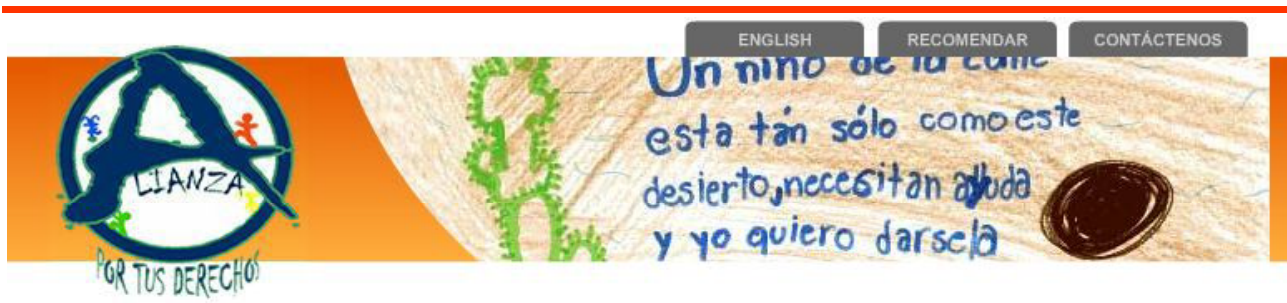 ENGLISH RECOMENDAR CONTÁCTENOS
Un niño de la calle
esta tán sólo como este
desierto, necesitan ayuda
y yo quiero darsela
ALIANZA
POR TUS DERECHOS